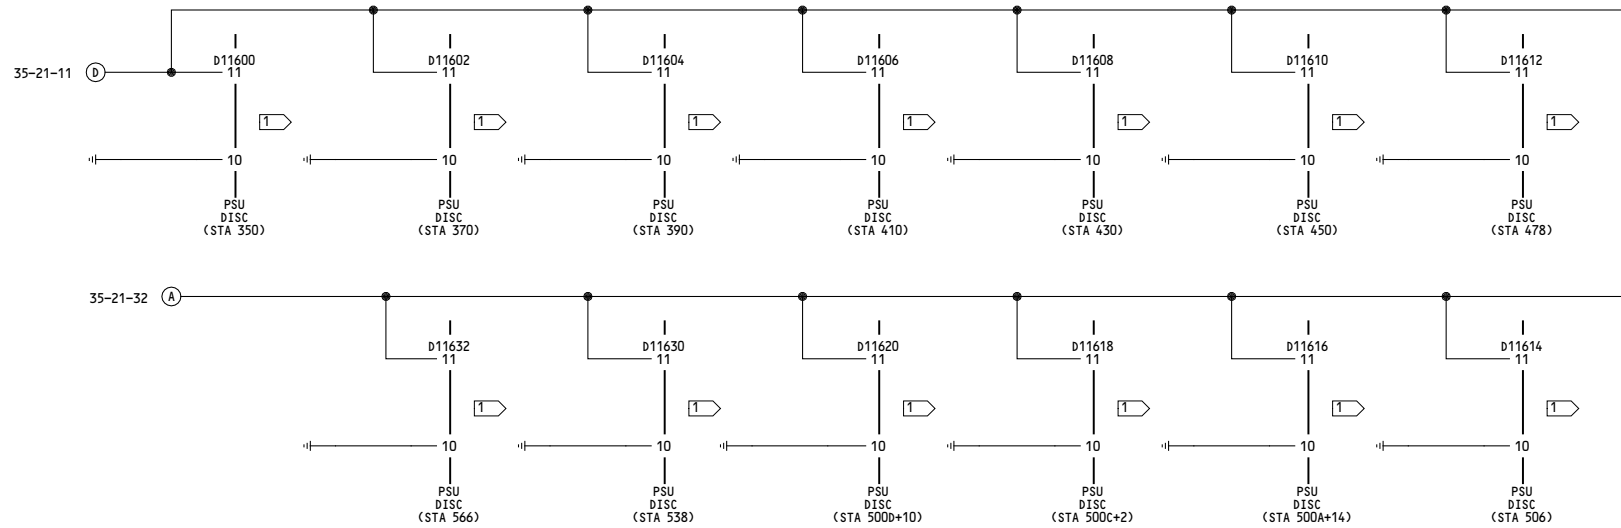 35-21-11 D
D11600 D11602 D11604 D11606 D11608 D11610 D11612
11 11 11 11 11 11 11
1 1 1 1 1 1 1
10 10 10 10 10 10 10
PSU PSU PSU PSU PSU PSU PSU
DISC DISC DISC DISC DISC DISC DISC
(STA 350) (STA 370) (STA 390) (STA 410) (STA 430) (STA 450) (STA 478)
35-21-32 A
D11632 D11630 D11620 D11618 D11616 D11614
11 11 11 11 11 11
1 1 1 1 1 1
10 10 10 10 10 10
PSU PSU PSU PSU PSU PSU
DISC DISC DISC DISC DISC DISC
(STA 566) (STA 538) (STA 500D+10) (STA 500C+2) (STA 500A+14) (STA 506)